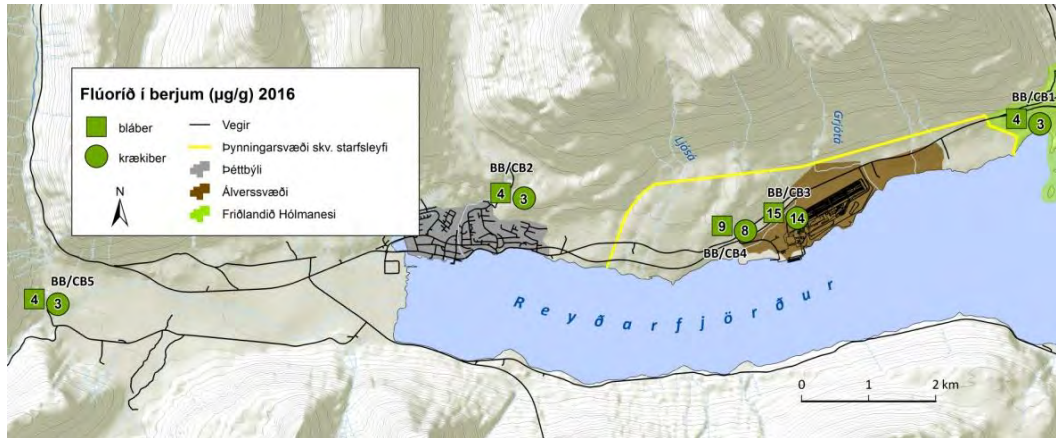 Flúoríð í berjum (µg/g) 2016
bláber
krækiber
N
Vegir
Þynningarsvæði skv. starfsleyfi
Þéttbýli
Álverssvæði
Friðlandið Hólmanesi
BB/CB1
4 3
Ljósá
Grjótá
BB/CB2
4 3
BB/CB3
15 14
9 8
BB/CB4
BB/CB5
4 3
Reyðarfjörður
0 1 2 km